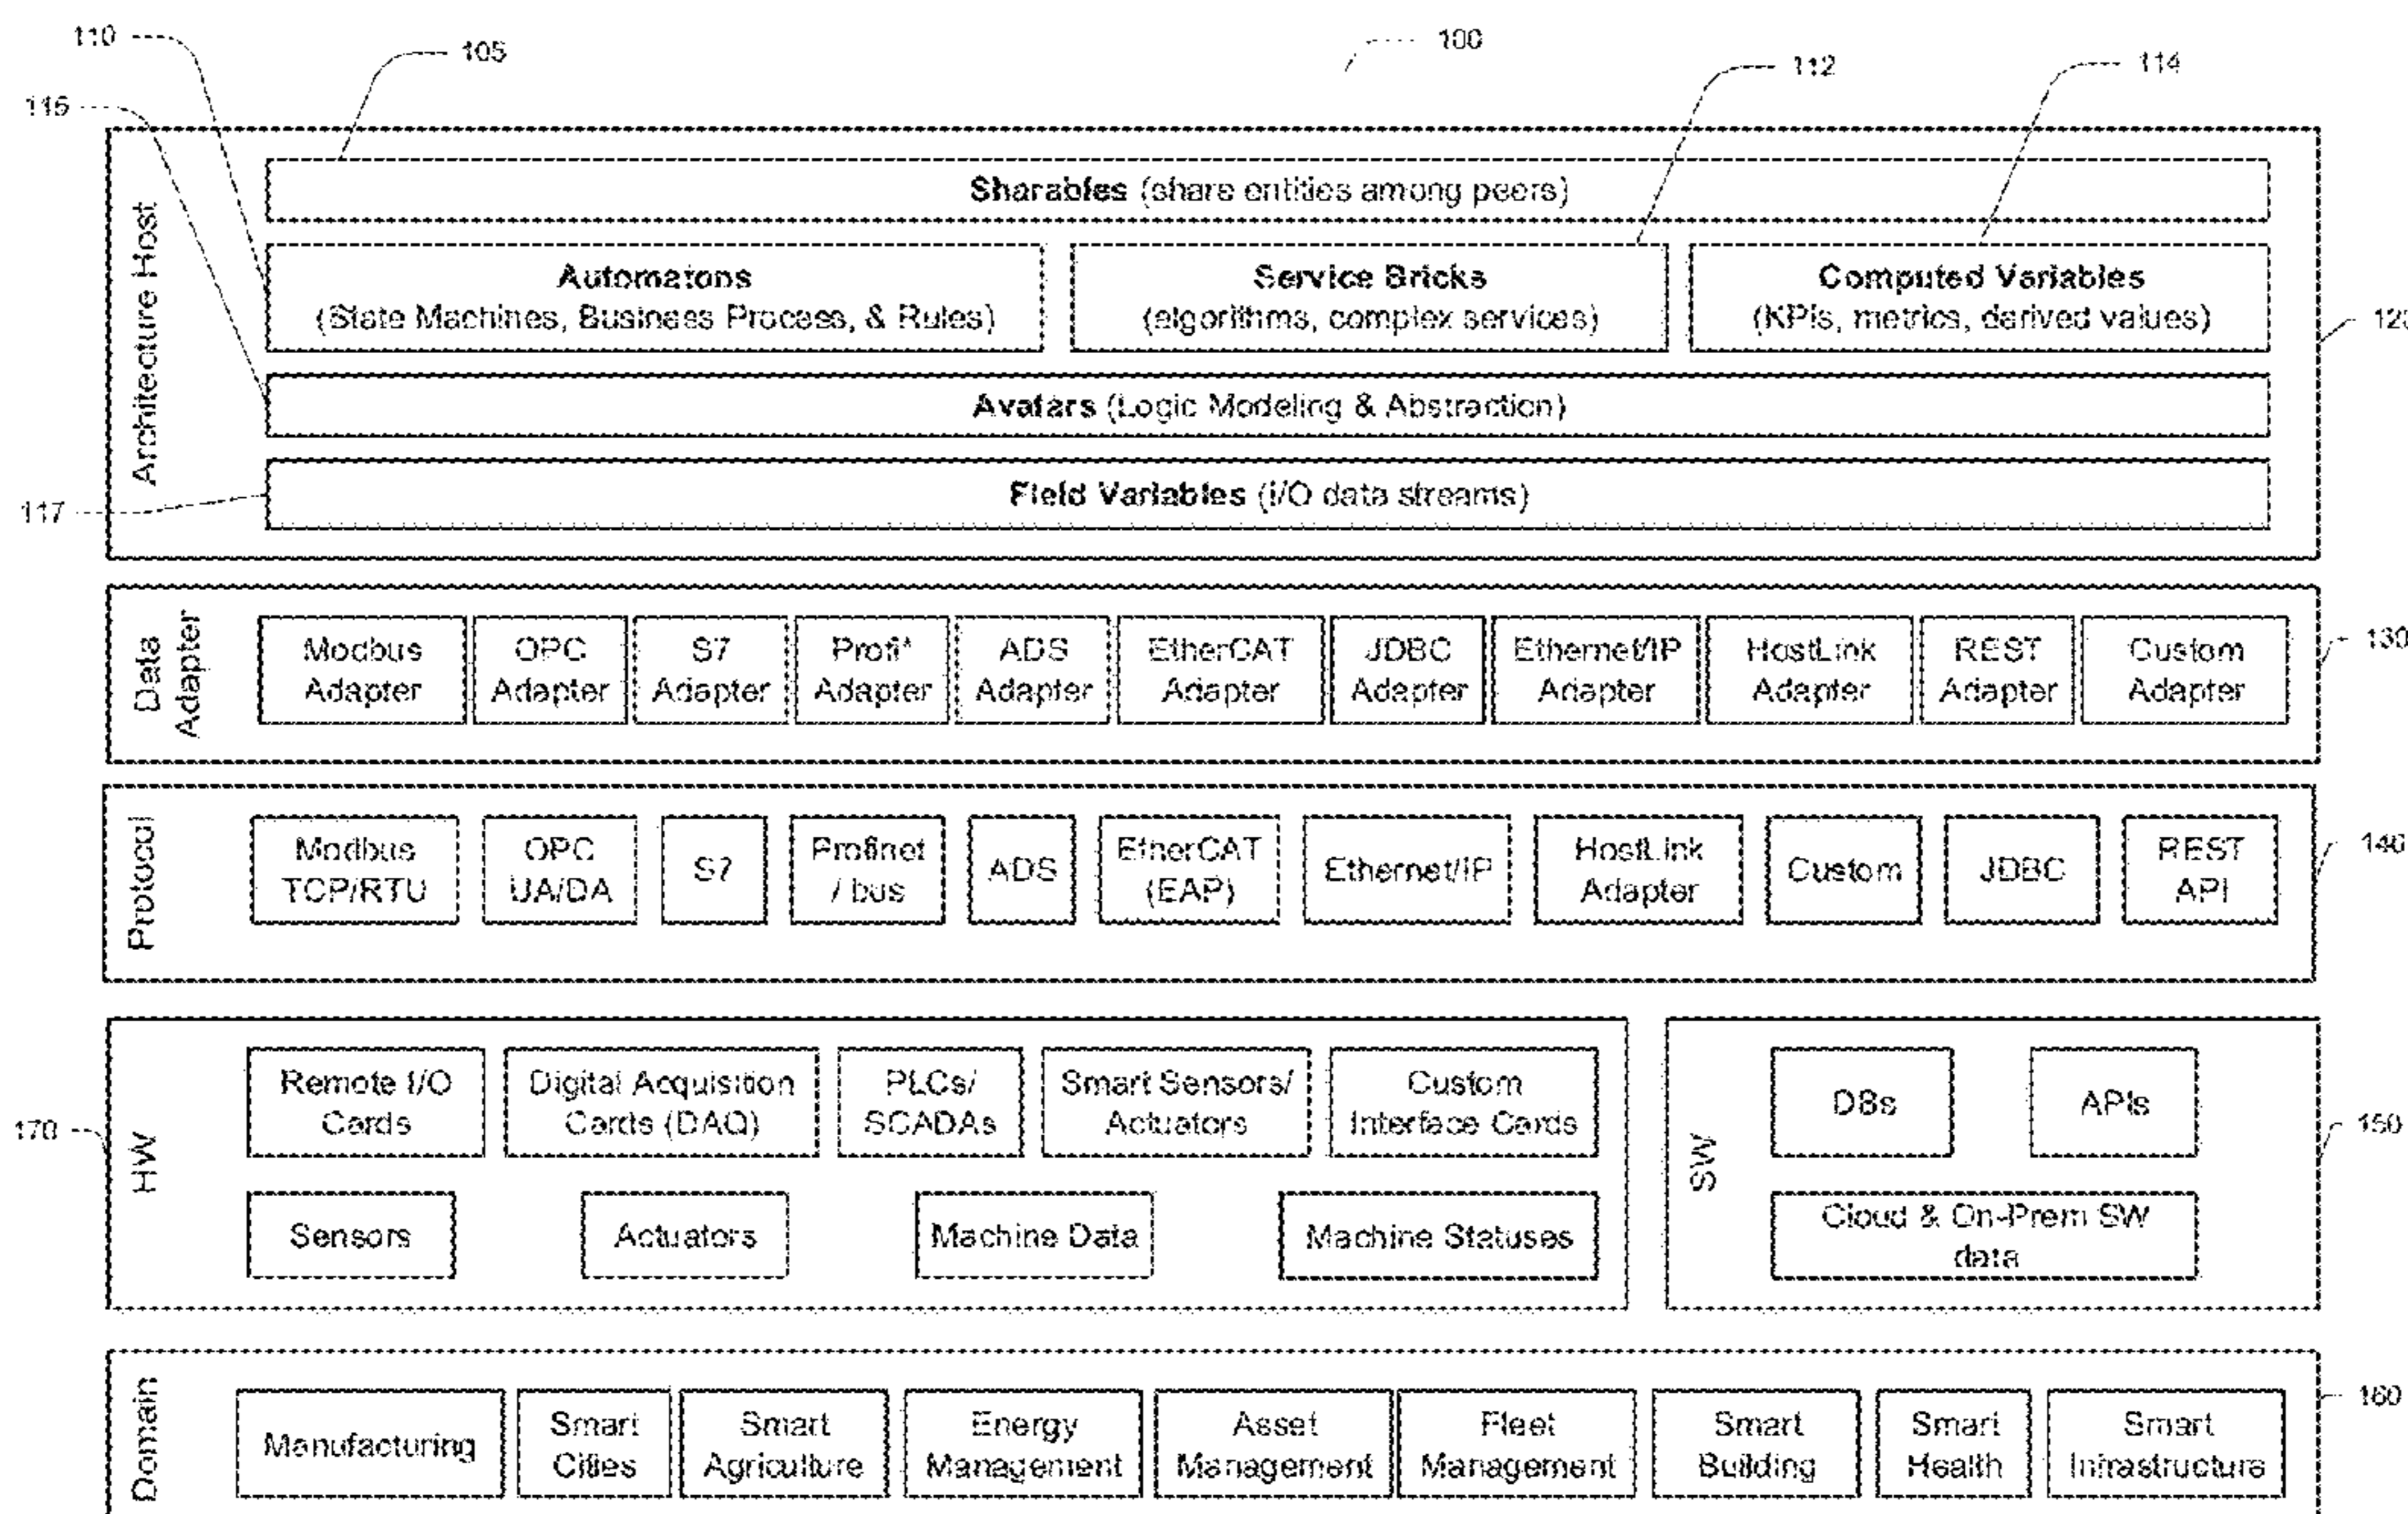 110
105
100
112
114
115
Architecture Host
Sharables (share entities among peers)
Automatons
(State Machines, Business Process, & Rules)
Service Bricks
(algorithms, complex services)
Computed Variables
(KPIs, metrics, derived values)
Avatars (Logic Modeling & Abstraction)
Field Variables (I/O data streams)
117
Data
Adapter
Modbus
Adapter
OPC
Adapter
S7
Adapter
Profi*
Adapter
ADS
Adapter
EtherCAT
Adapter
JDBC
Adapter
Ethernet/IP
Adapter
HostLink
Adapter
REST
Adapter
Custom
Adapter
130
Protocol
Modbus
TCP/RTU
OPC
UA/DA
S7
Profinet
/ bus
ADS
EtherCAT
(EAP)
Ethernet/IP
HostLink
Adapter
Custom
JDBC
REST
API
140
170
HW
Remote I/O
Cards
Digital Acquisition
Cards (DAQ)
PLCs/
SCADAs
Smart Sensors/
Actuators
Custom
Interface Cards
Sensors
Actuators
Machine Data
Machine Statuses
SW
DBs
APIs
Cloud & On-Prem SW
data
150
Domain
Manufacturing
Smart
Cities
Smart
Agriculture
Energy
Management
Asset
Management
Fleet
Management
Smart
Building
Smart
Health
Smart
Infrastructure
160